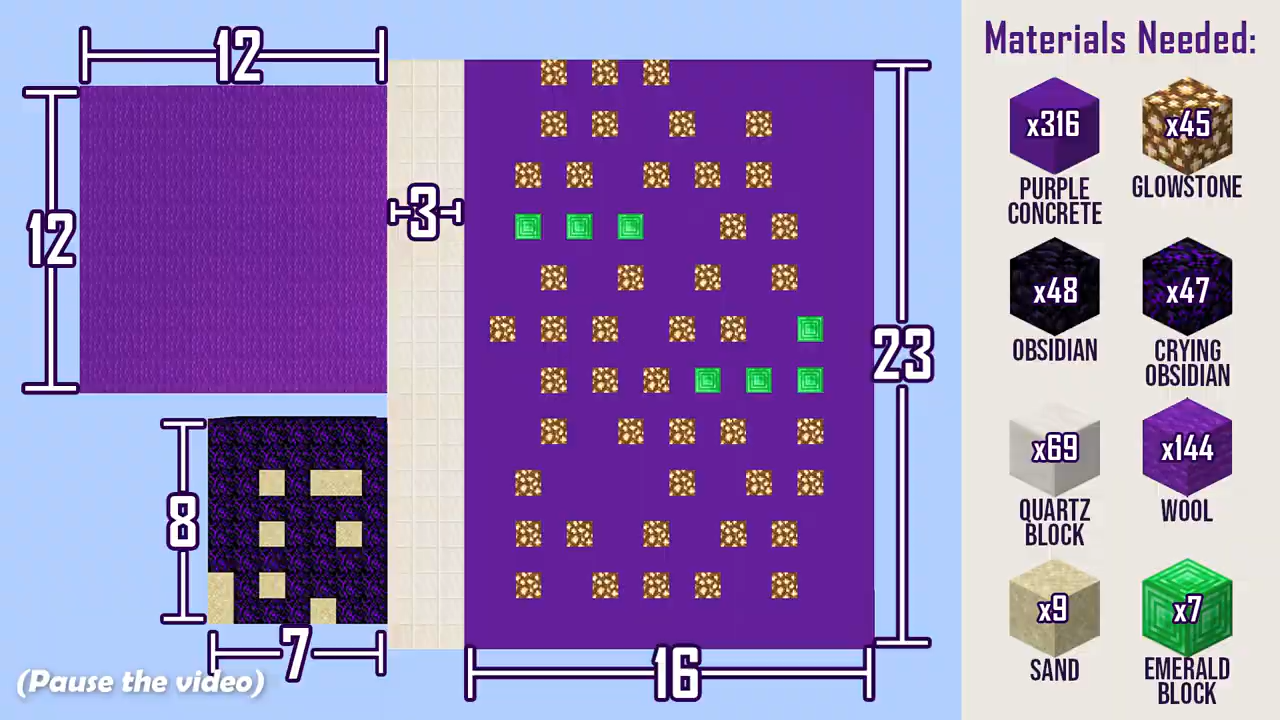 12
Materials Needed:
x316
x45
PURPLE
CONCRETE
GLOWSTONE
12
3
x48
x47
OBSIDIAN
CRYING
OBSIDIAN
23
x69
x144
QUARTZ
BLOCK
WOOL
8
x9
x7
7
16
SAND
EMERALD
BLOCK
(Pause the video)